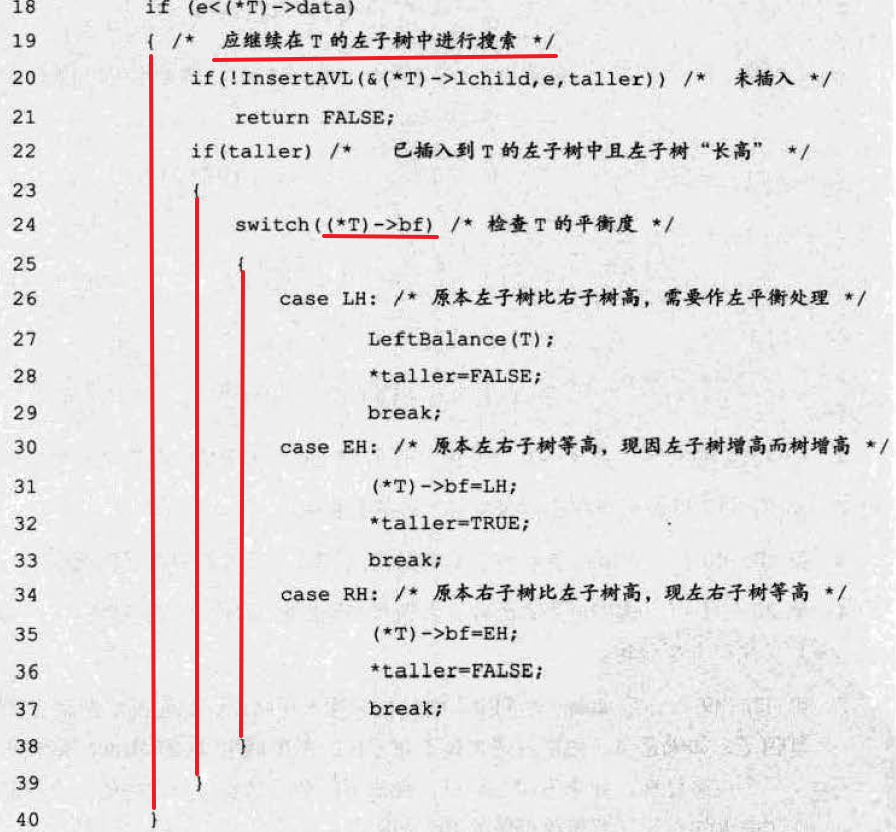 18 if (e<(*T)->data)
19 { /* 应继续在T的左子树中进行搜索 */
20 if(!InsertAVL(&(*T)->lchild,e,taller)) /* 未插入 */
21 return FALSE;
22 if(taller) /* 已插入到T的左子树中且左子树“长高” */
23 {
24 switch((*T)->bf) /* 检查T的平衡度 */
25 {
26 case LH: /* 原本左子树比右子树高，需要作左平衡处理 */
27 LeftBalance(T);
28 *taller=FALSE;
29 break;
30 case EH: /* 原本左右子树等高，现因左子树增高而树增高 */
31 (*T)->bf=LH;
32 *taller=TRUE;
33 break;
34 case RH: /* 原本右子树比左子树高，现左右子树等高 */
35 (*T)->bf=EH;
36 *taller=FALSE;
37 break;
38 }
39 }
40 }